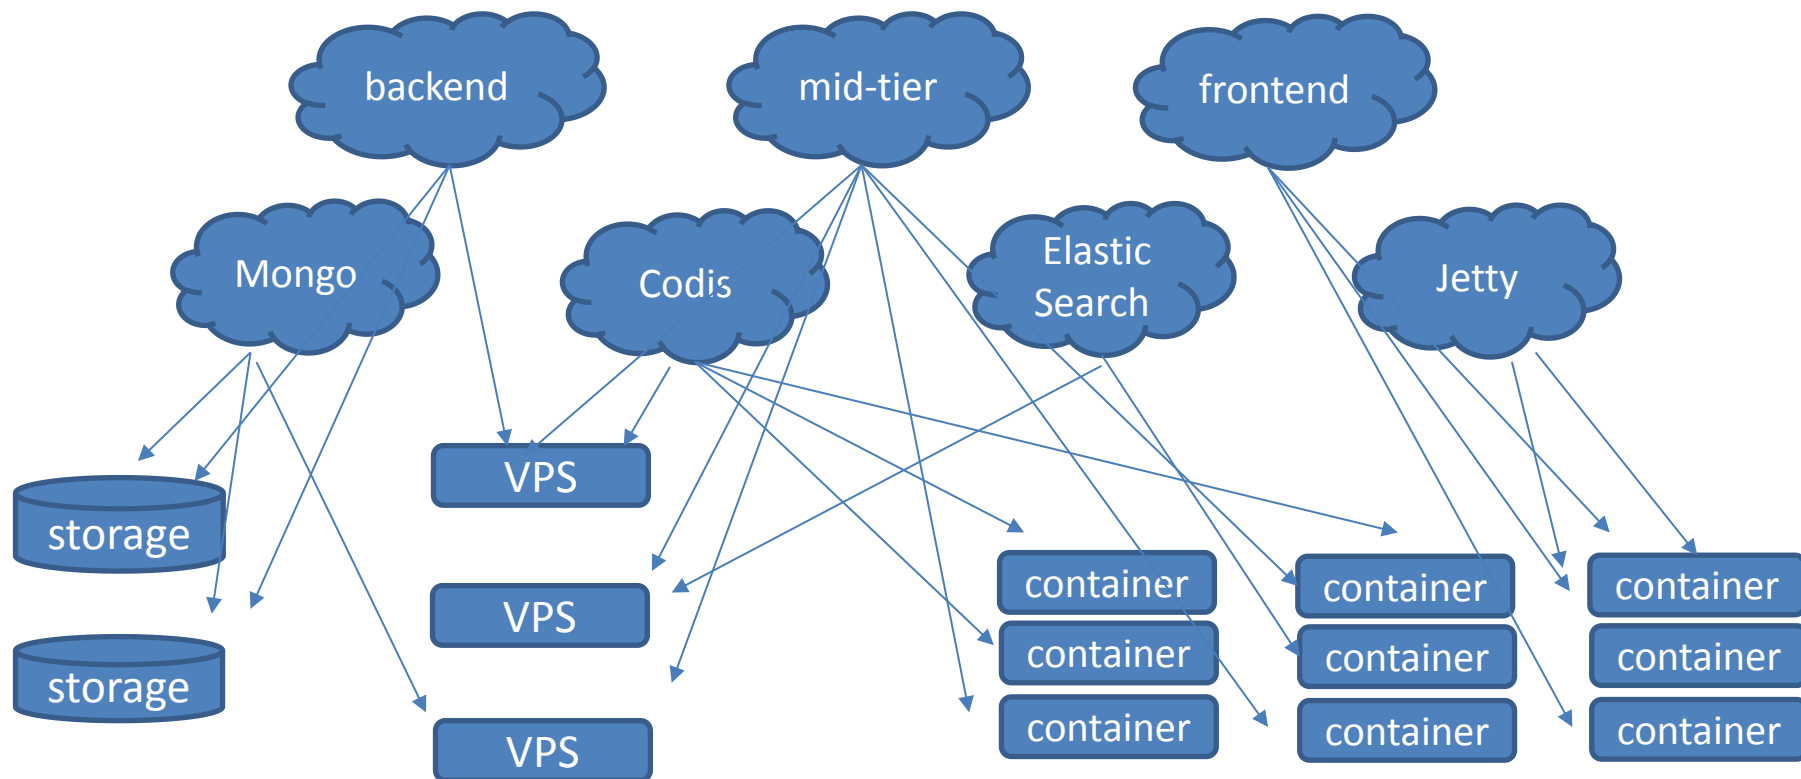 backend
mid-tier
frontend
Mongo
Codis
Elastic
Search
Jetty
storage
storage
VPS
VPS
VPS
container
container
container
container
container
container
container
container
container